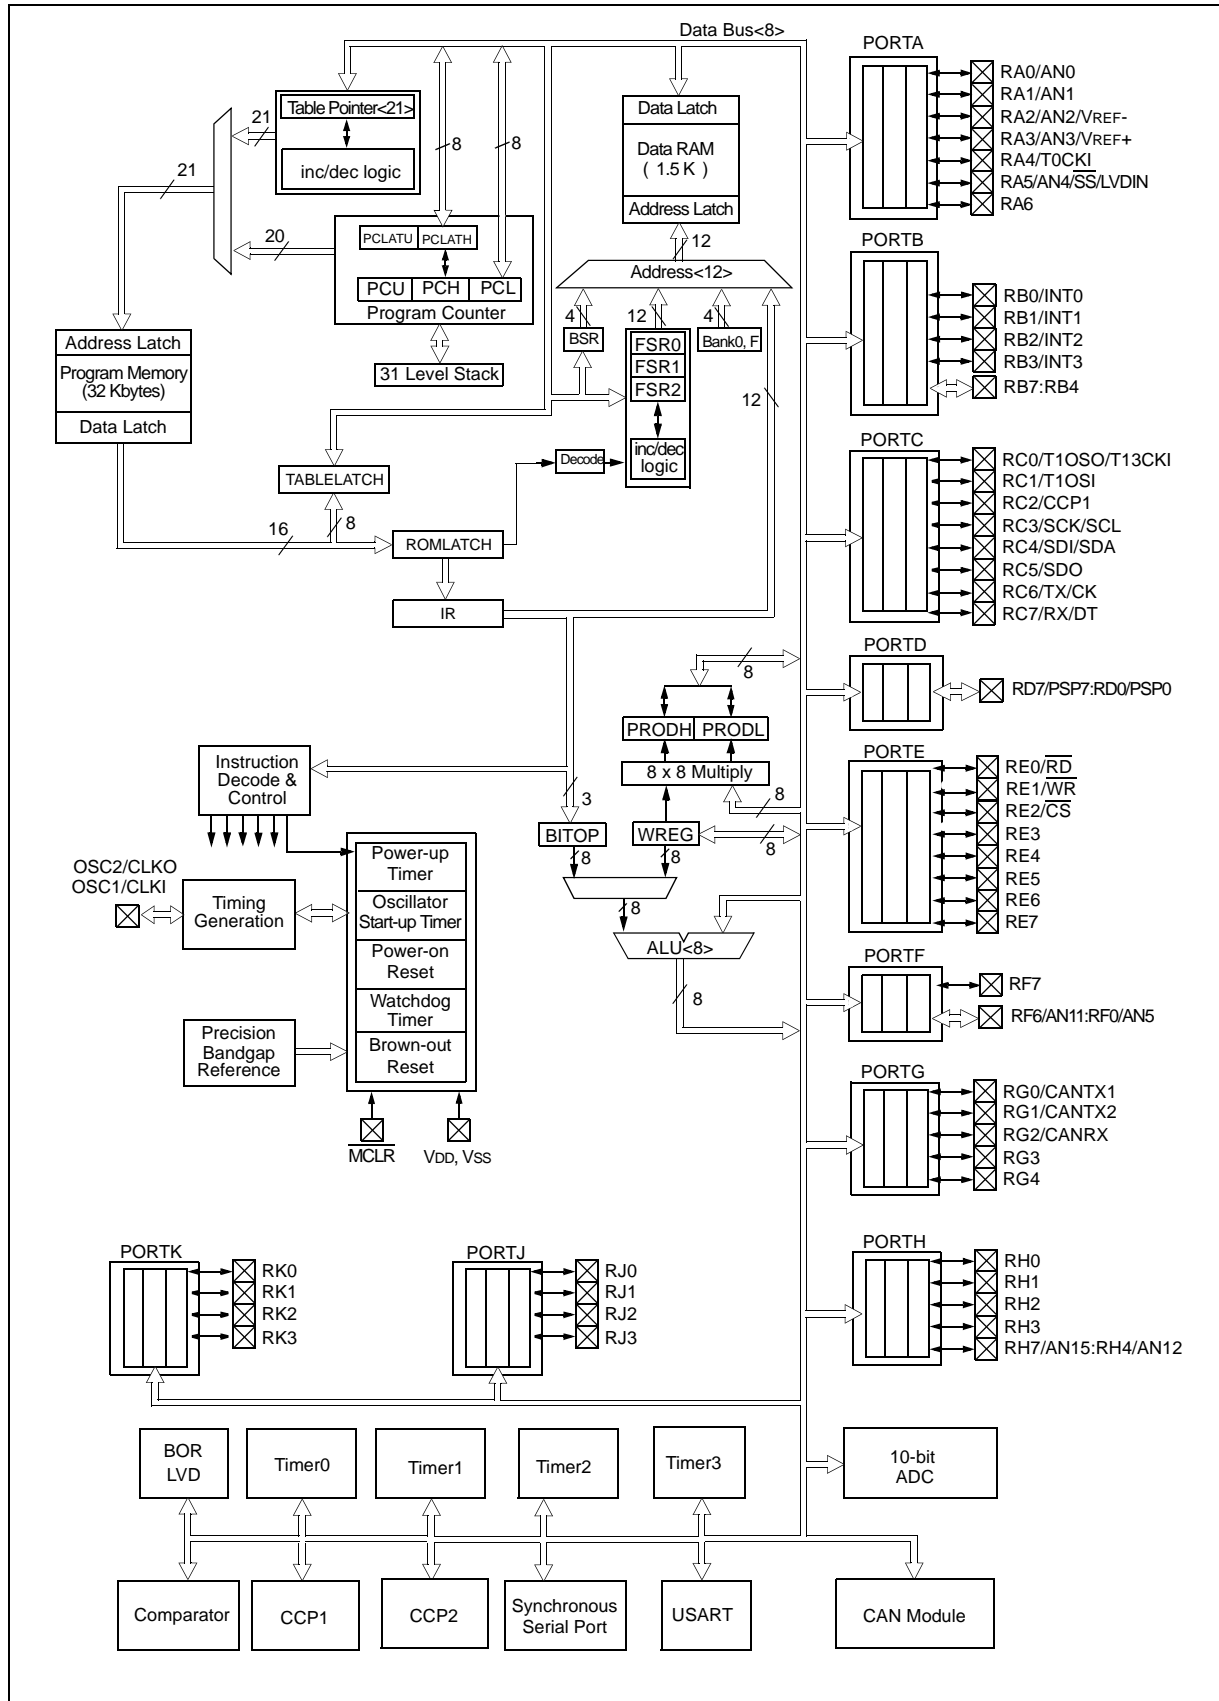 Data Bus<8>
PORTA
RA0/AN0
RA1/AN1
RA2/AN2/VREF-
RA3/AN3/VREF+
RA4/T0CKI
RA5/AN4/SS/LVDIN
RA6
Table Pointer<21>
inc/dec logic
21
21
20
8
8
Data Latch
Data RAM
( 1.5 K )
Address Latch
12
Address<12>
PCLATU
PCLATH
PCU
PCH
PCL
Program Counter
31 Level Stack
4
12
4
BSR
FSR0
FSR1
FSR2
inc/dec
logic
Bank0, F
12
Decode
PORTB
RB0/INT0
RB1/INT1
RB2/INT2
RB3/INT3
RB7:RB4
Address Latch
Program Memory
(32 Kbytes)
Data Latch
TABLELATCH
16
8
ROMLATCH
IR
PORTC
RC0/T1OSO/T13CKI
RC1/T1OSI
RC2/CCP1
RC3/SCK/SCL
RC4/SDI/SDA
RC5/SDO
RC6/TX/CK
RC7/RX/DT
PORTD
RD7/PSP7:RD0/PSP0
8
PRODH
PRODL
8 x 8 Multiply
8
Instruction
Decode &
Control
3
BITOP
WREG
8
8
8
8
ALU<8>
8
PORTE
RE0/RD
RE1/WR
RE2/CS
RE3
RE4
RE5
RE6
RE7
OSC2/CLKO
OSC1/CLKI
Timing
Generation
Power-up
Timer
Oscillator
Start-up Timer
Power-on
Reset
Watchdog
Timer
Brown-out
Reset
Precision
Bandgap
Reference
MCLR
VDD, VSS
PORTF
RF7
RF6/AN11:RF0/AN5
PORTG
RG0/CANTX1
RG1/CANTX2
RG2/CANRX
RG3
RG4
PORTH
RH0
RH1
RH2
RH3
RH7/AN15:RH4/AN12
PORTK
RK0
RK1
RK2
RK3
PORTJ
RJ0
RJ1
RJ2
RJ3
BOR
LVD
Timer0
Timer1
Timer2
Timer3
10-bit
ADC
Comparator
CCP1
CCP2
Synchronous
Serial Port
USART
CAN Module